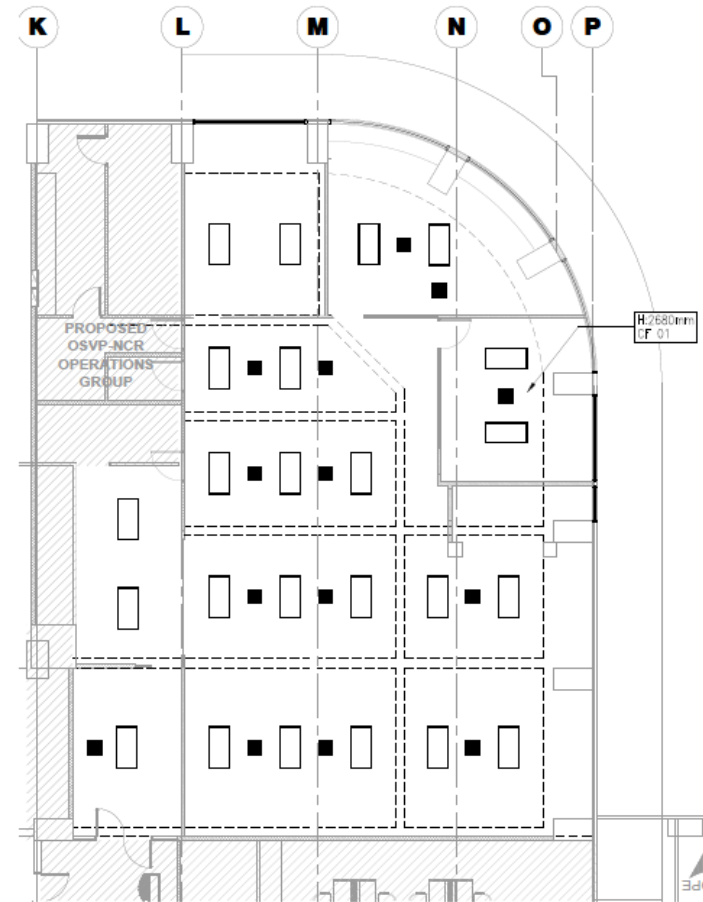 K L M N O P
H:2680mm
CF 01
PROPOSED
OSVP-NCR
OPERATIONS
GROUP